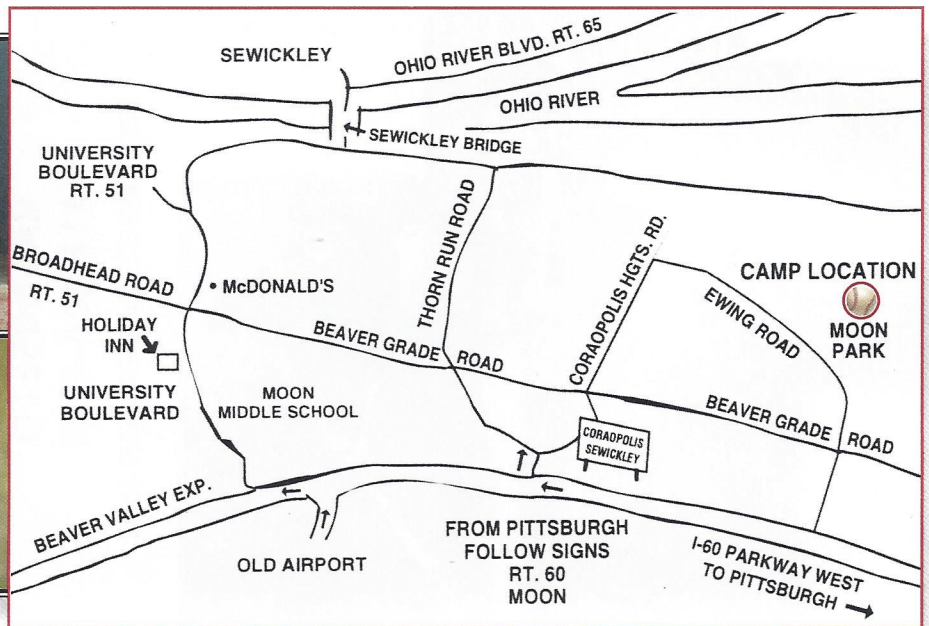 SEWICKLEY
OHIO RIVER BLVD. RT. 65
OHIO RIVER
SEWICKLEY BRIDGE
UNIVERSITY
BOULEVARD
RT. 51
THORN RUN ROAD
CORAOPOLIS HGTS. RD.
BROADHEAD ROAD
RT. 51
McDONALD'S
CAMP LOCATION
MOON
PARK
EWING ROAD
HOLIDAY
INN
BEAVER GRADE ROAD
UNIVERSITY
BOULEVARD
MOON
MIDDLE SCHOOL
BEAVER GRADE ROAD
CORAOPOLIS
SEWICKLEY
BEAVER VALLEY EXP.
OLD AIRPORT
FROM PITTSBURGH
FOLLOW SIGNS
RT. 60
MOON
I-60 PARKWAY WEST
TO PITTSBURGH